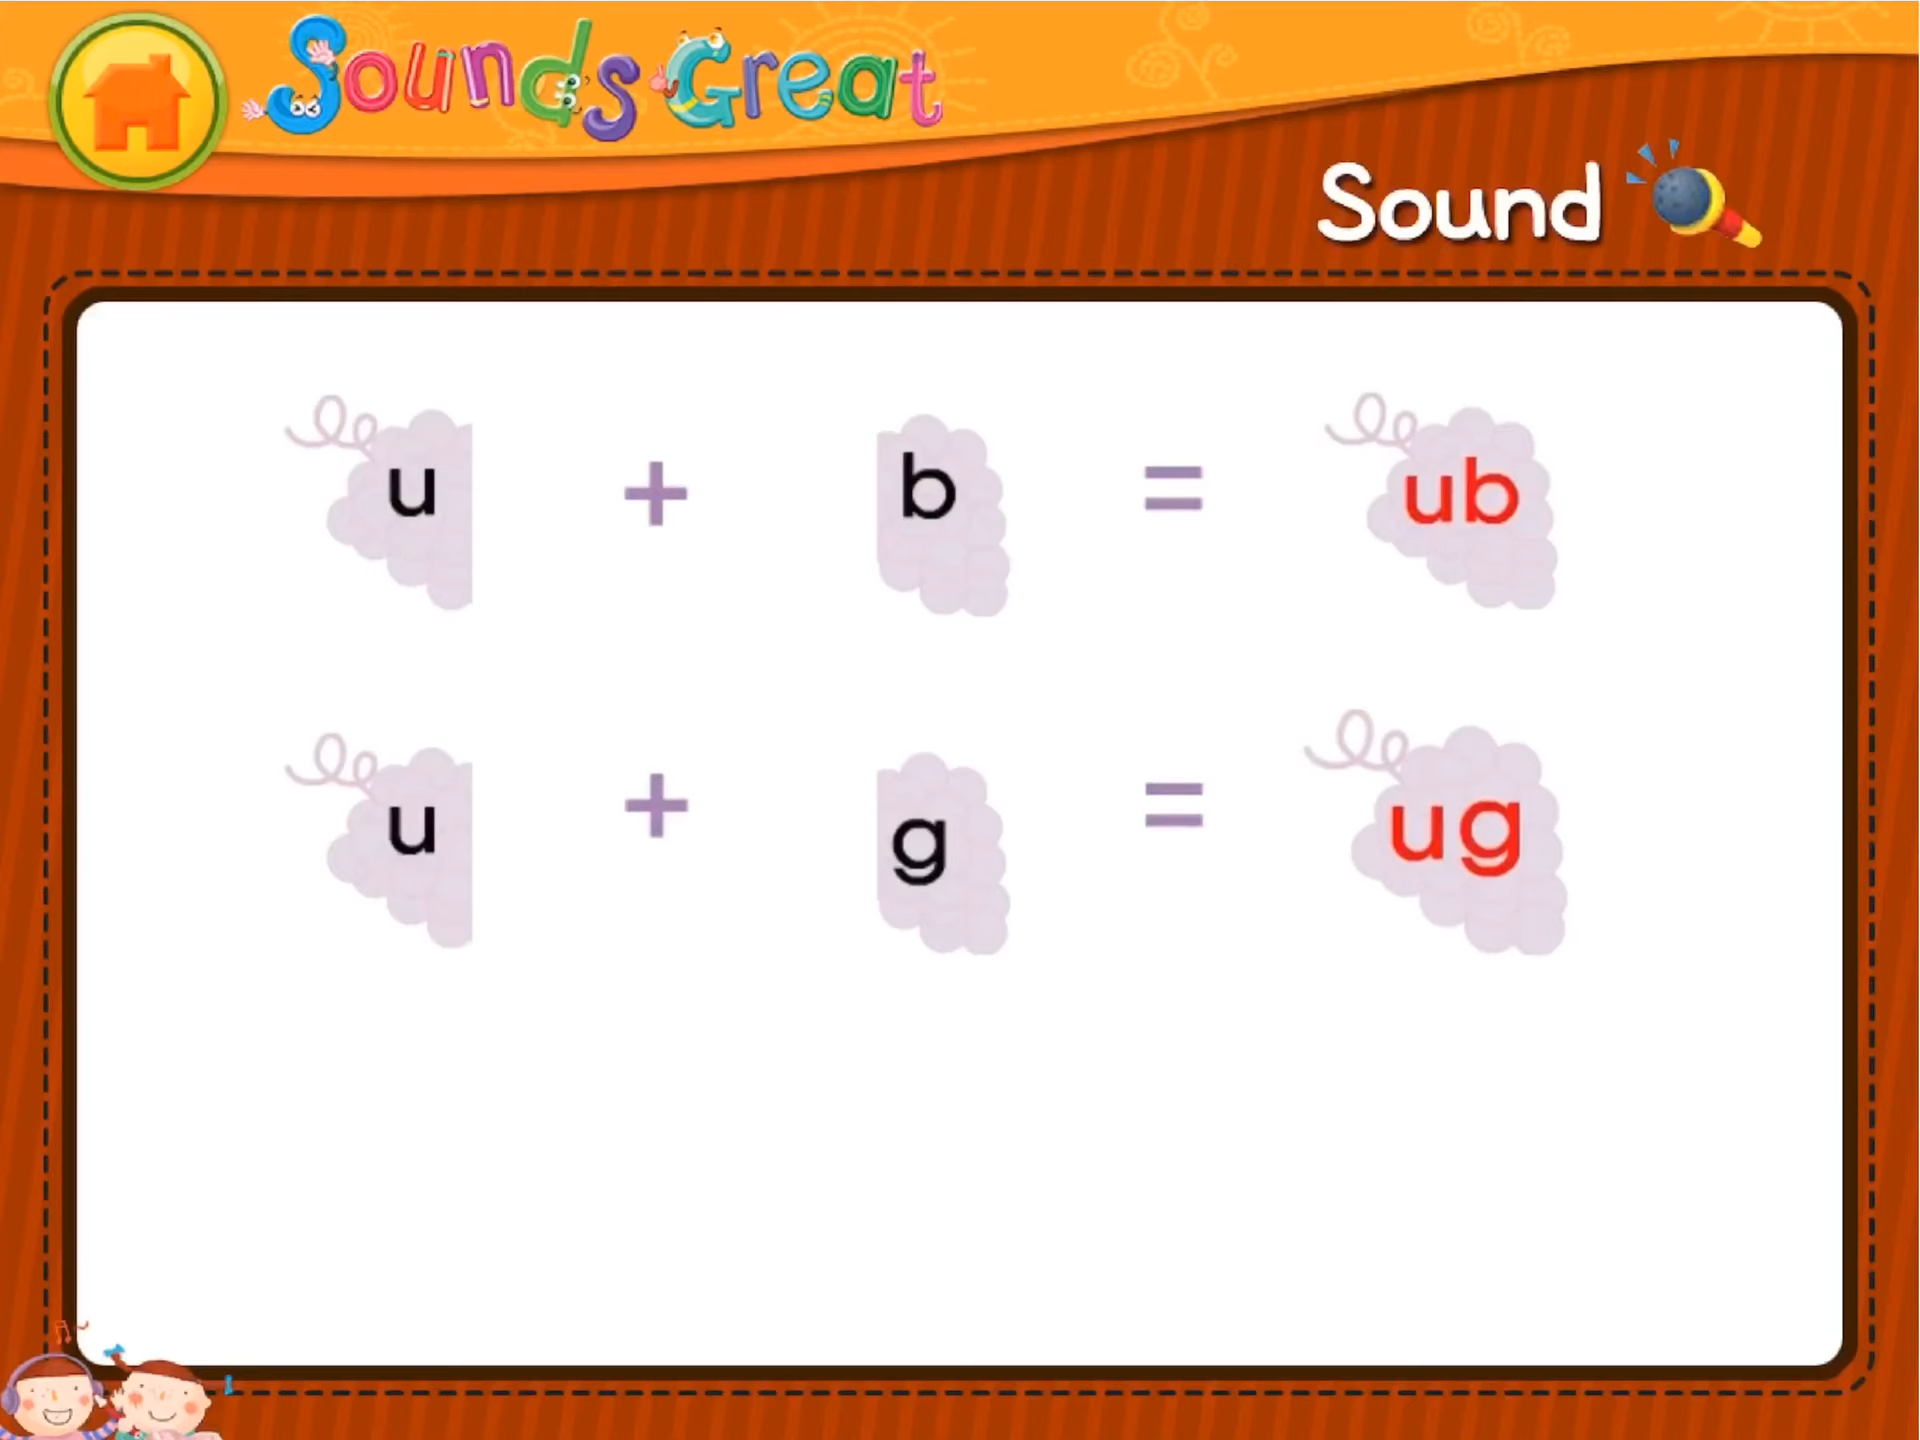 Sounds Great
Sound
u + b = ub
u + g = ug